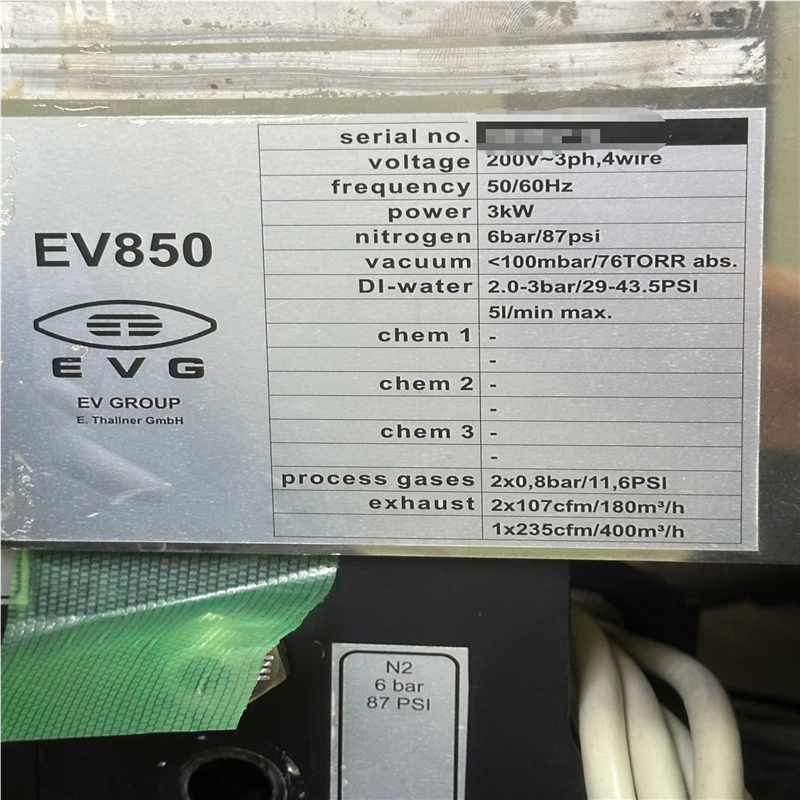 serial no.
voltage 200V~3ph,4wire
frequency 50/60Hz
power 3kW
nitrogen 6bar/87psi
vacuum <100mbar/76TORR abs.
DI-water 2.0-3bar/29-43.5PSI
5l/min max.
chem 1 -
-
chem 2 -
-
chem 3 -
-
process gases 2x0,8bar/11,6PSI
exhaust 2x107cfm/180m³/h
1x235cfm/400m³/h
EV850
EVG
EV GROUP
E. Thallner GmbH
N2
6 bar
87 PSI